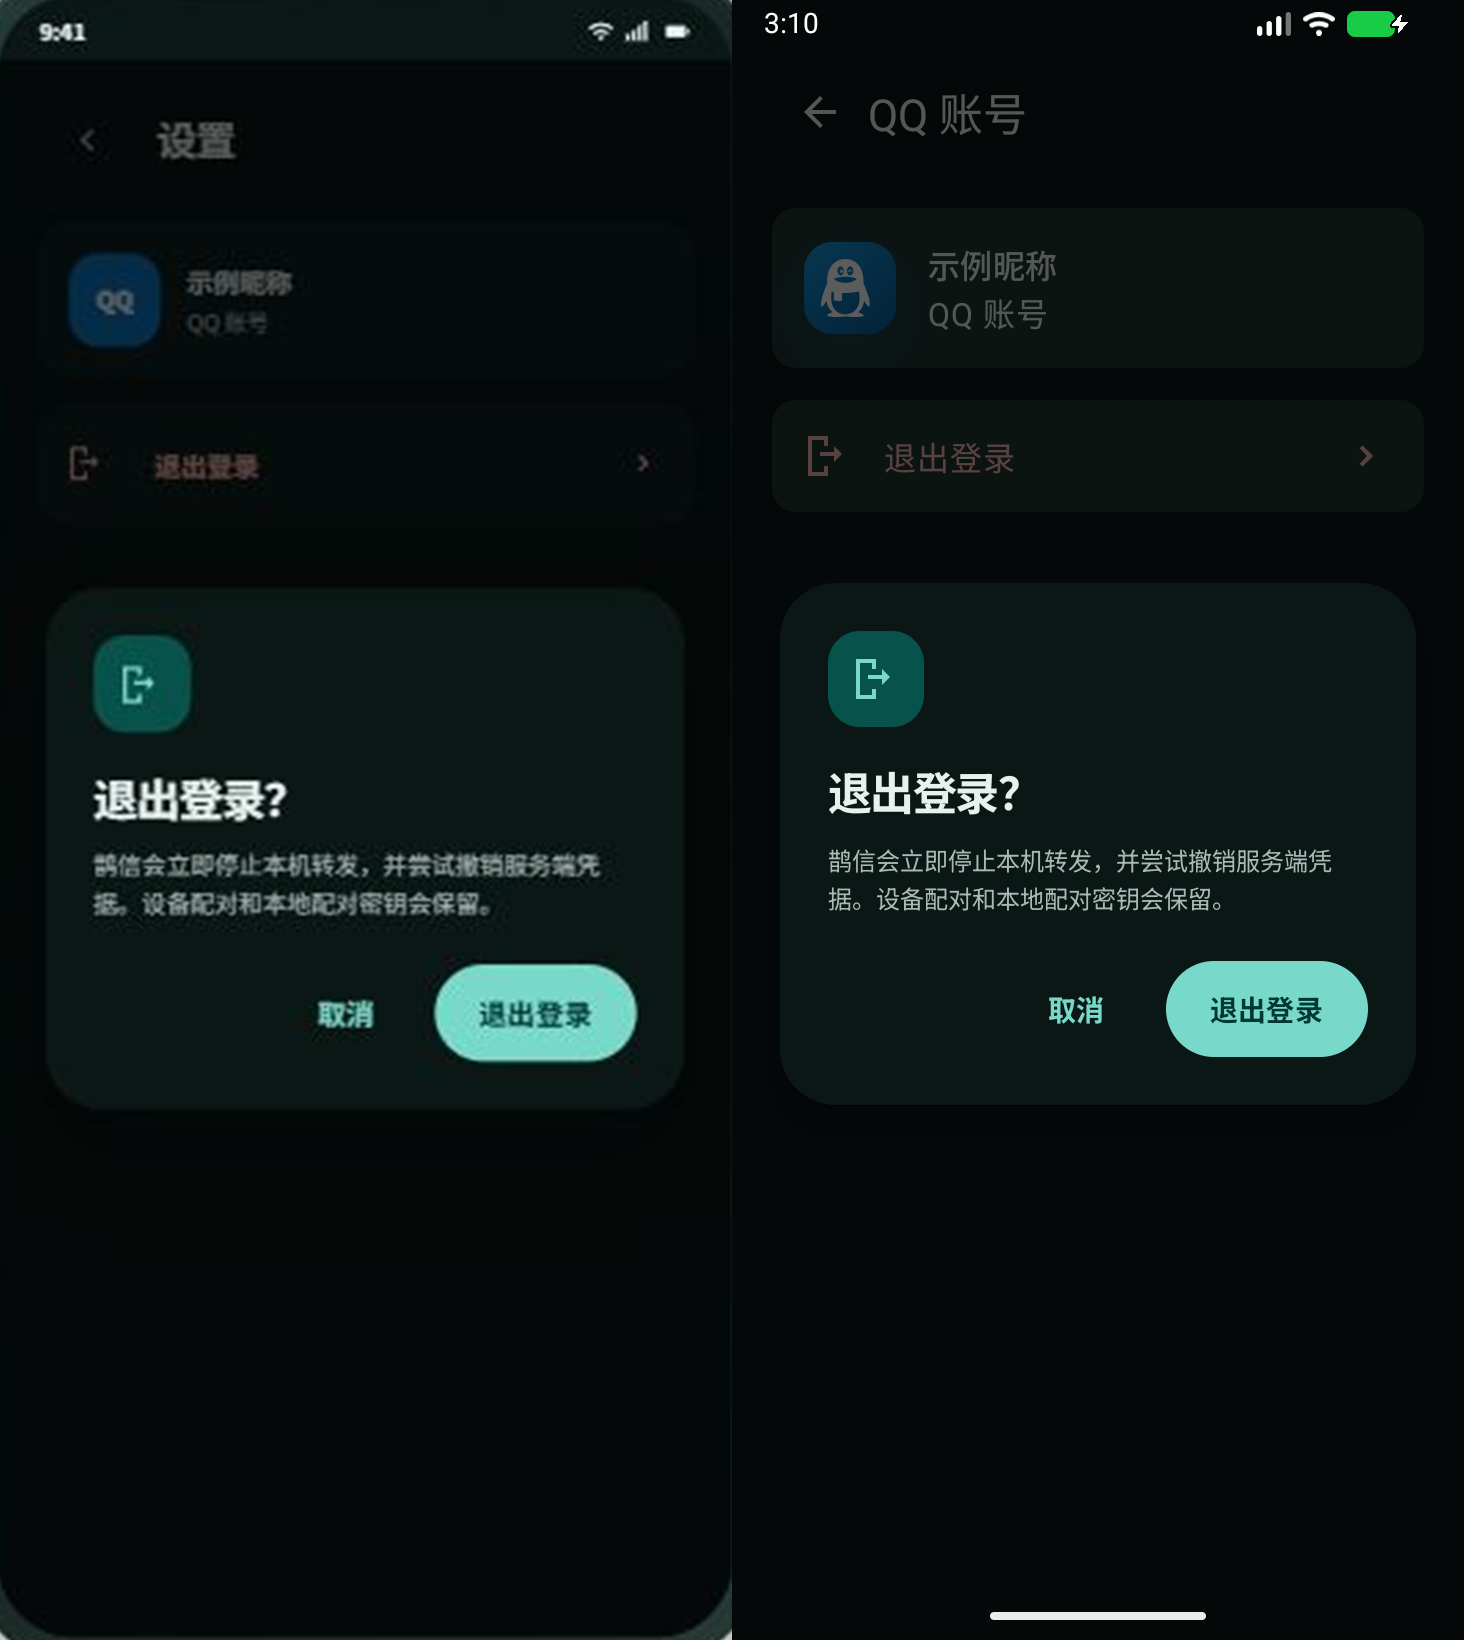 9:41
设置
QQ
示例昵称
QQ 账号
退出登录
退出登录?
鹊信会立即停止本机转发，并尝试撤销服务端凭
据。设备配对和本地配对密钥会保留。
取消
退出登录
3:10
QQ 账号
示例昵称
QQ 账号
退出登录
退出登录?
鹊信会立即停止本机转发，并尝试撤销服务端凭
据。设备配对和本地配对密钥会保留。
取消
退出登录